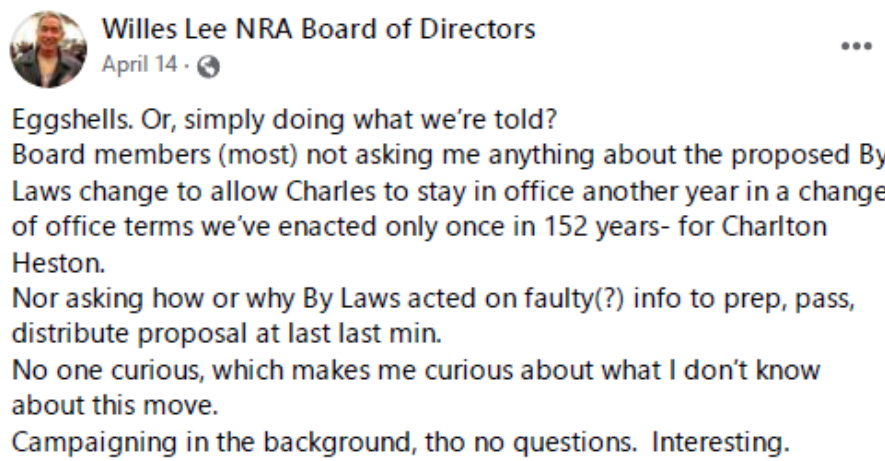 Willes Lee NRA Board of Directors
April 14 ·
Eggshells. Or, simply doing what we're told?
Board members (most) not asking me anything about the proposed By
Laws change to allow Charles to stay in office another year in a change
of office terms we've enacted only once in 152 years- for Charlton
Heston.
Nor asking how or why By Laws acted on faulty(?) info to prep, pass,
distribute proposal at last last min.
No one curious, which makes me curious about what I don't know
about this move.
Campaigning in the background, tho no questions.  Interesting.